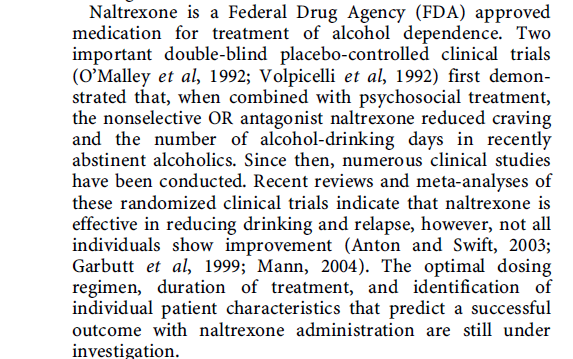 Naltrexone is a Federal Drug Agency (FDA) approved
medication for treatment of alcohol dependence. Two
important double-blind placebo-controlled clinical trials
(O'Malley et al, 1992; Volpicelli et al, 1992) first demon-
strated that, when combined with psychosocial treatment,
the nonselective OR antagonist naltrexone reduced craving
and the number of alcohol-drinking days in recently
abstinent alcoholics. Since then, numerous clinical studies
have been conducted. Recent reviews and meta-analyses of
these randomized clinical trials indicate that naltrexone is
effective in reducing drinking and relapse, however, not all
individuals show improvement (Anton and Swift, 2003;
Garbutt et al, 1999; Mann, 2004). The optimal dosing
regimen, duration of treatment, and identification of
individual patient characteristics that predict a successful
outcome with naltrexone administration are still under
investigation.